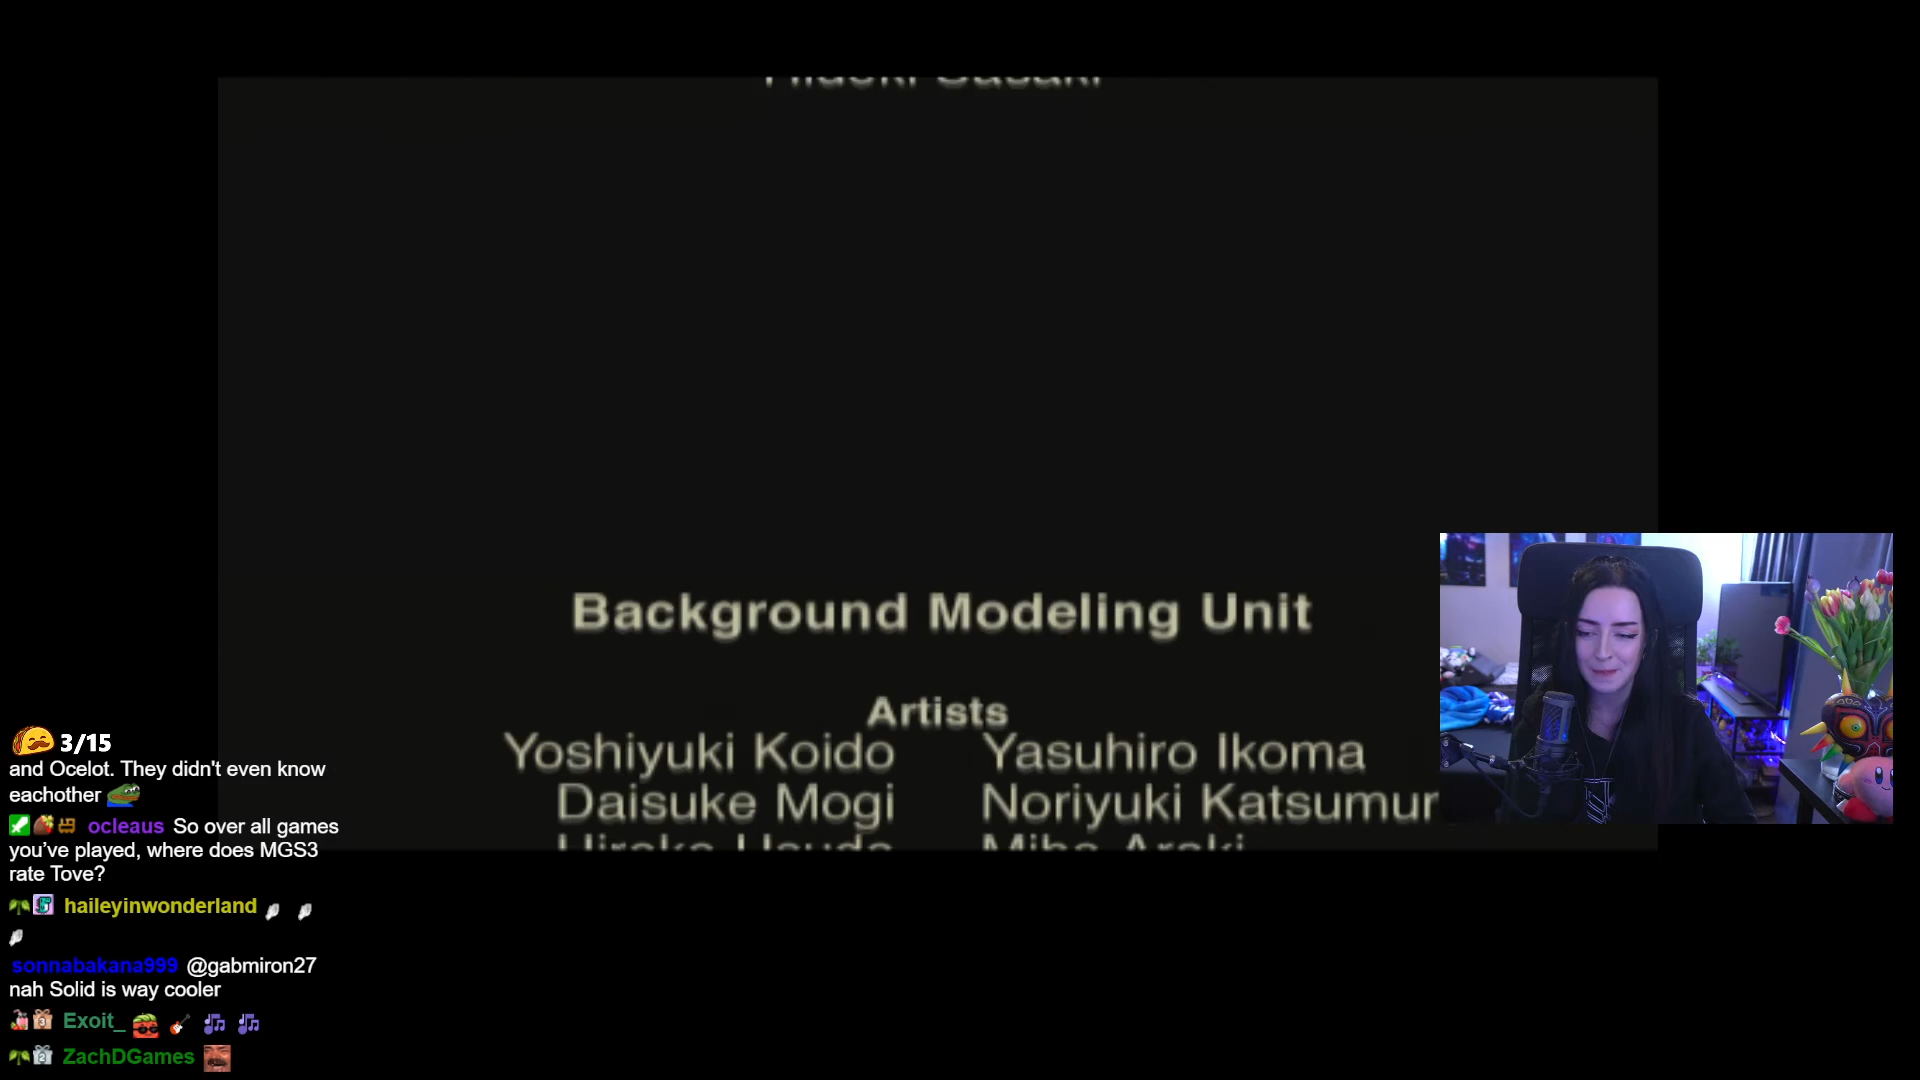 Hideki Sasaki
Background Modeling Unit
Artists
Yoshiyuki Koido Yasuhiro Ikoma
Daisuke Mogi Noriyuki Katsumur
3/15
and Ocelot. They didn't even know
eachother
ocleaus So over all games
you've played, where does MGS3
rate Tove?
haileyinwonderland
sonnabakana999 @gabmiron27
nah Solid is way cooler
Exoit_
ZachDGames